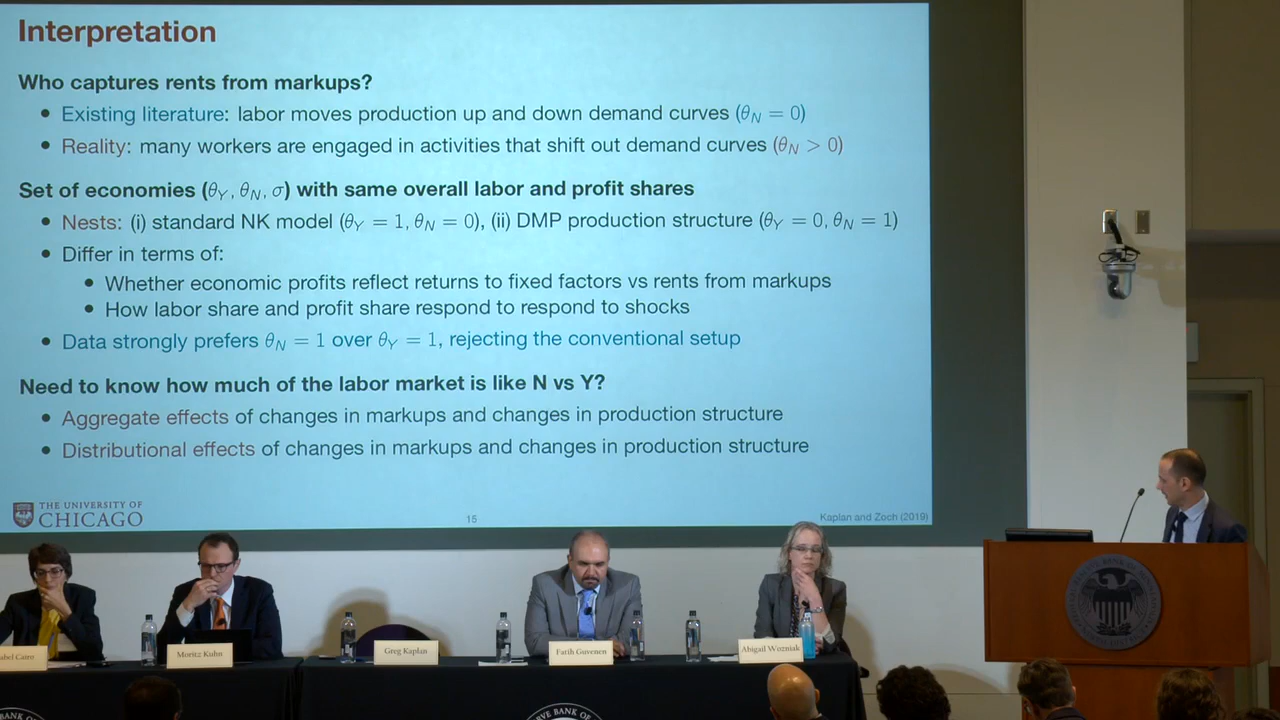 Interpretation
Who captures rents from markups?
• Existing literature: labor moves production up and down demand curves (θN = 0)
• Reality: many workers are engaged in activities that shift out demand curves (θN > 0)
Set of economies (θY, θN, σ) with same overall labor and profit shares
• Nests: (i) standard NK model (θY = 1, θN = 0), (ii) DMP production structure (θY = 0, θN = 1)
• Differ in terms of:
• Whether economic profits reflect returns to fixed factors vs rents from markups
• How labor share and profit share respond to respond to shocks
• Data strongly prefers θN = 1 over θY = 1, rejecting the conventional setup
Need to know how much of the labor market is like N vs Y?
• Aggregate effects of changes in markups and changes in production structure
• Distributional effects of changes in markups and changes in production structure
THE UNIVERSITY OF
CHICAGO
15
Kaplan and Zoch (2019)
Moritz Kuhn
Greg Kaplan
Fatih Guvenen
Abigail Wozniak
BANK OF